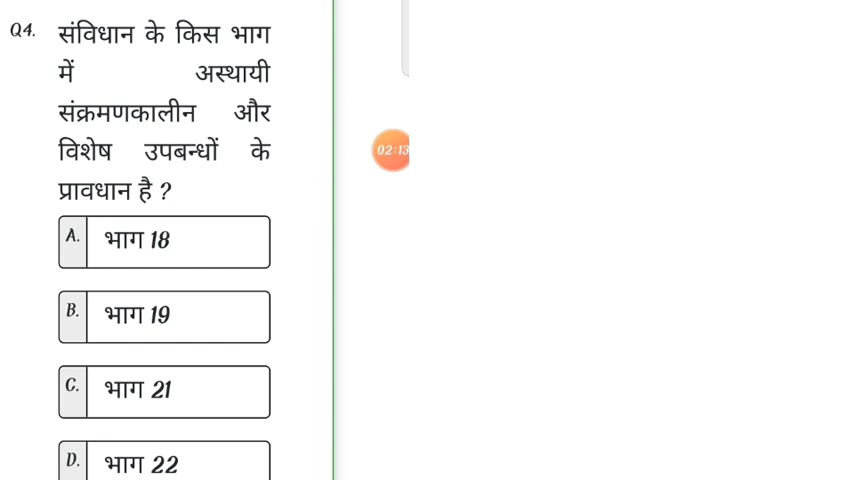 Q4. संविधान के किस भाग
में अस्थायी
संक्रमणकालीन और
विशेष उपबन्धों के
प्रावधान है ?
A. भाग 18
B. भाग 19
C. भाग 21
D. भाग 22
02:13